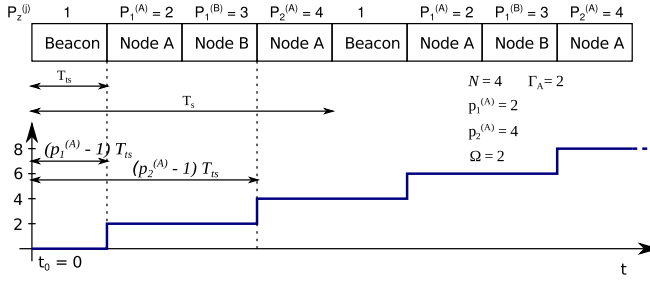 P_z^(j) 1 P_1^(A) = 2 P_1^(B) = 3 P_2^(A) = 4 1 P_1^(A) = 2 P_1^(B) = 3 P_2^(A) = 4
Beacon Node A Node B Node A Beacon Node A Node B Node A
T_ts
N = 4 Γ_A = 2
T_s
p_1^(A) = 2
p_2^(A) = 4
Ω = 2
8
(p_1^(A) - 1) T_ts
(p_2^(A) - 1) T_ts
6
4
2
t_0 = 0
t